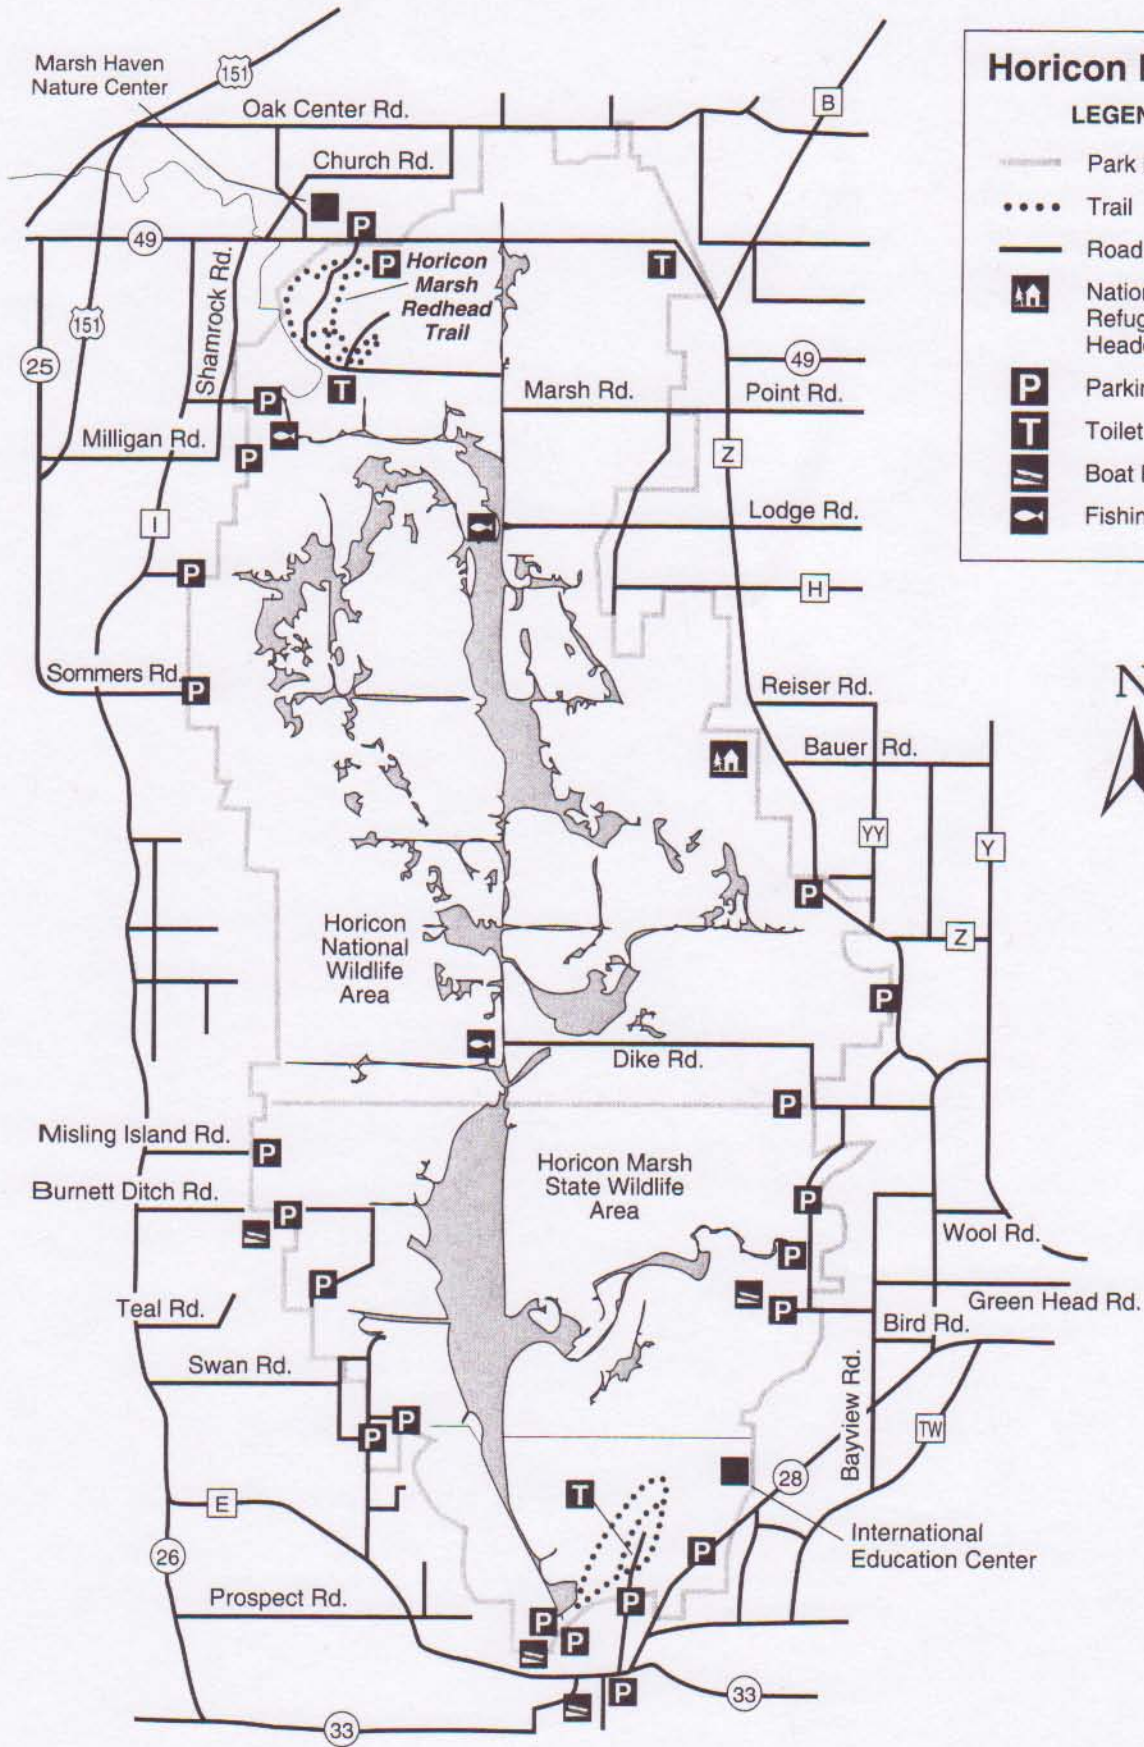 Marsh Haven
Nature Center
151
Oak Center Rd.
B
Church Rd.
P
49
Shamrock Rd.
P
Horicon
Marsh
Redhead
Trail
T
151
25
49
T
P
Marsh Rd.
Point Rd.
Milligan Rd.
P
Z
I
Lodge Rd.
P
H
Sommers Rd.
P
Reiser Rd.
Bauer Rd.
YY
Y
P
Horicon
National
Wildlife
Area
Z
P
Dike Rd.
P
Misling Island Rd.
P
Horicon Marsh
State Wildlife
Area
Burnett Ditch Rd.
P
P
Wool Rd.
P
P
Teal Rd.
P
Green Head Rd.
Bird Rd.
Swan Rd.
P
P
Bayview Rd.
TW
28
T
E
International
Education Center
26
P
Prospect Rd.
P
P
P
P
33
33
Horicon
LEGEN
Park
Trail
Road
Nation
Refug
Head
P
Parkin
T
Toilet
Boat
Fishin
N